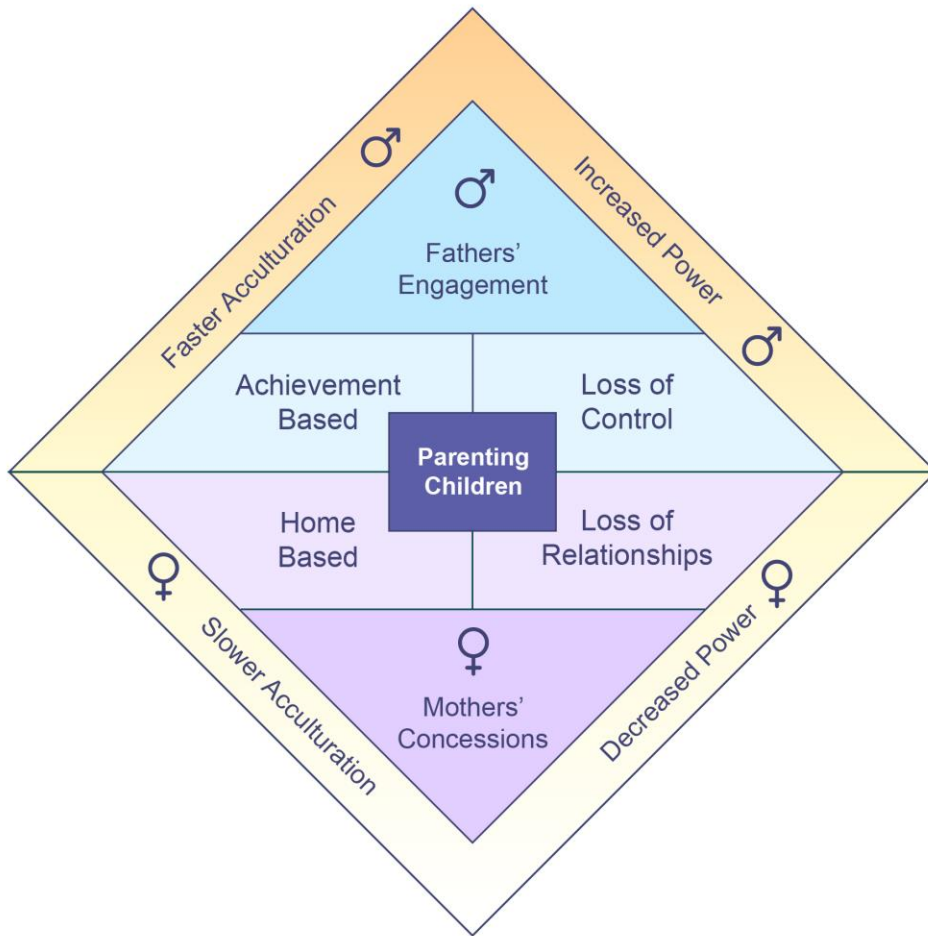 Faster Acculturation
Increased Power
Fathers’
Engagement
Achievement
Based
Loss of
Control
Parenting
Children
Home
Based
Loss of
Relationships
Slower Acculturation
Decreased Power
Mothers’
Concessions